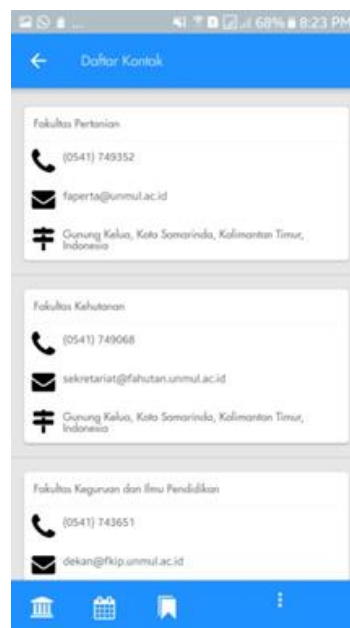 68% 8:23 PM
Daftar Kontak
Fakultas Pertanian
(0541) 749352
faperta@unmul.ac.id
Gunung Kelua, Kota Samarinda, Kalimantan Timur,
Indonesia
Fakultas Kehutanan
(0541) 749068
sekretariat@fahutan.unmul.ac.id
Gunung Kelua, Kota Samarinda, Kalimantan Timur,
Indonesia
Fakultas Keguruan dan Ilmu Pendidikan
(0541) 743651
dekan@fkip.unmul.ac.id